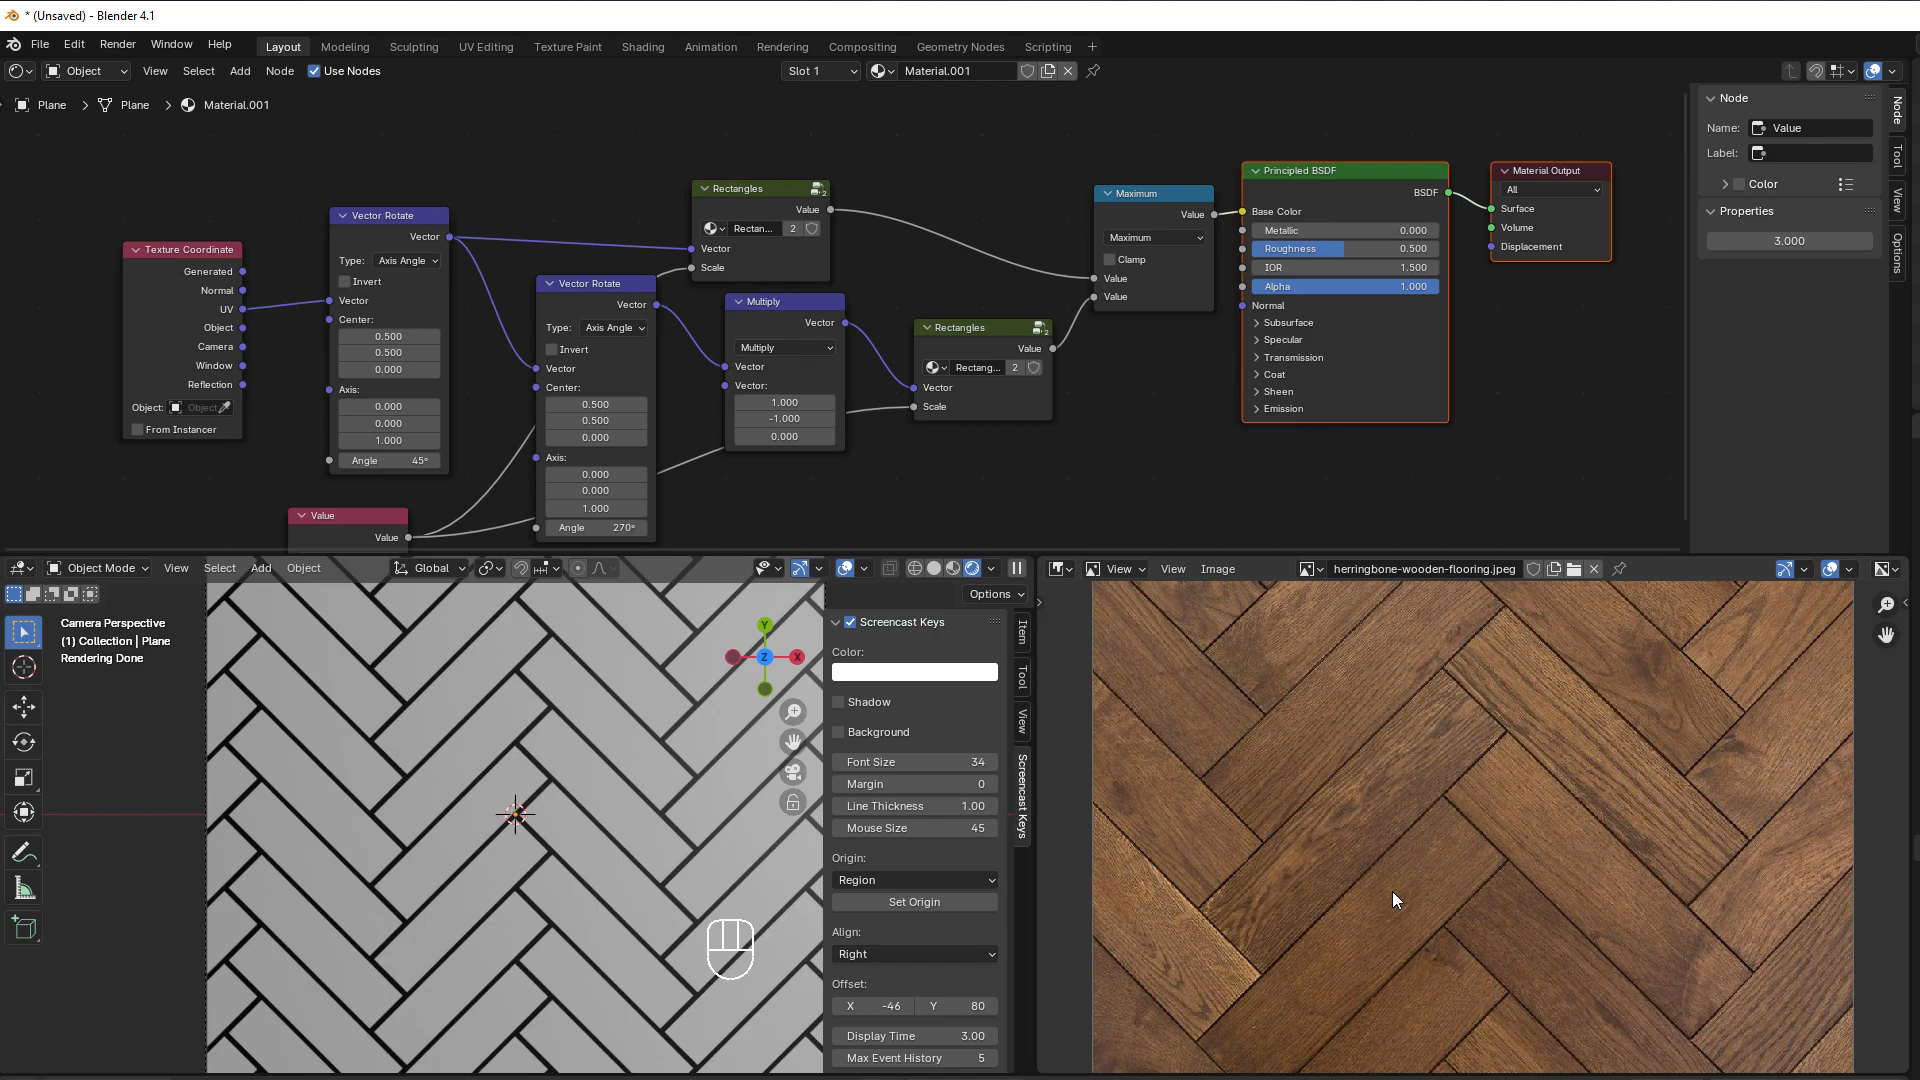 * (Unsaved) - Blender 4.1
File Edit Render Window Help Layout Modeling Sculpting UV Editing Texture Paint Shading Animation Rendering Compositing Geometry Nodes Scripting +
Object View Select Add Node Use Nodes Slot 1 Material.001
Plane > Plane > Material.001
Texture Coordinate
Generated
Normal
UV
Object
Camera
Window
Reflection
Object: Object
From Instancer
Vector Rotate
Vector
Type: Axis Angle
Invert
Vector
Center:
0.500
0.500
0.000
Axis:
0.000
0.000
1.000
Angle 45°
Value
Value
Vector Rotate
Vector
Type: Axis Angle
Invert
Vector
Center:
0.500
0.500
0.000
Axis:
0.000
0.000
1.000
Angle 270°
Rectangles
2
Value
Rectan... 2
Vector
Scale
Multiply
Vector
Multiply
Vector
Vector:
1.000
-1.000
0.000
Rectangles
2
Value
Rectang... 2
Vector
Scale
Maximum
Value
Maximum
Clamp
Value
Value
Principled BSDF
BSDF
Base Color
Metallic 0.000
Roughness 0.500
IOR 1.500
Alpha 1.000
Normal
Subsurface
Specular
Transmission
Coat
Sheen
Emission
Material Output
All
Surface
Volume
Displacement
Node
Name: Value
Label:
Color
Properties
3.000
Node
Tool
View
Options
Object Mode View Select Add Object Global
Options
Camera Perspective
(1) Collection | Plane
Rendering Done
Y
Z X
Screencast Keys
Color:
Shadow
Background
Font Size 34
Margin 0
Line Thickness 1.00
Mouse Size 45
Origin:
Region
Set Origin
Align:
Right
Offset:
X -46 Y 80
Display Time 3.00
Max Event History 5
Item
Tool
View
Screencast Keys
View View Image herringbone-wooden-flooring.jpeg